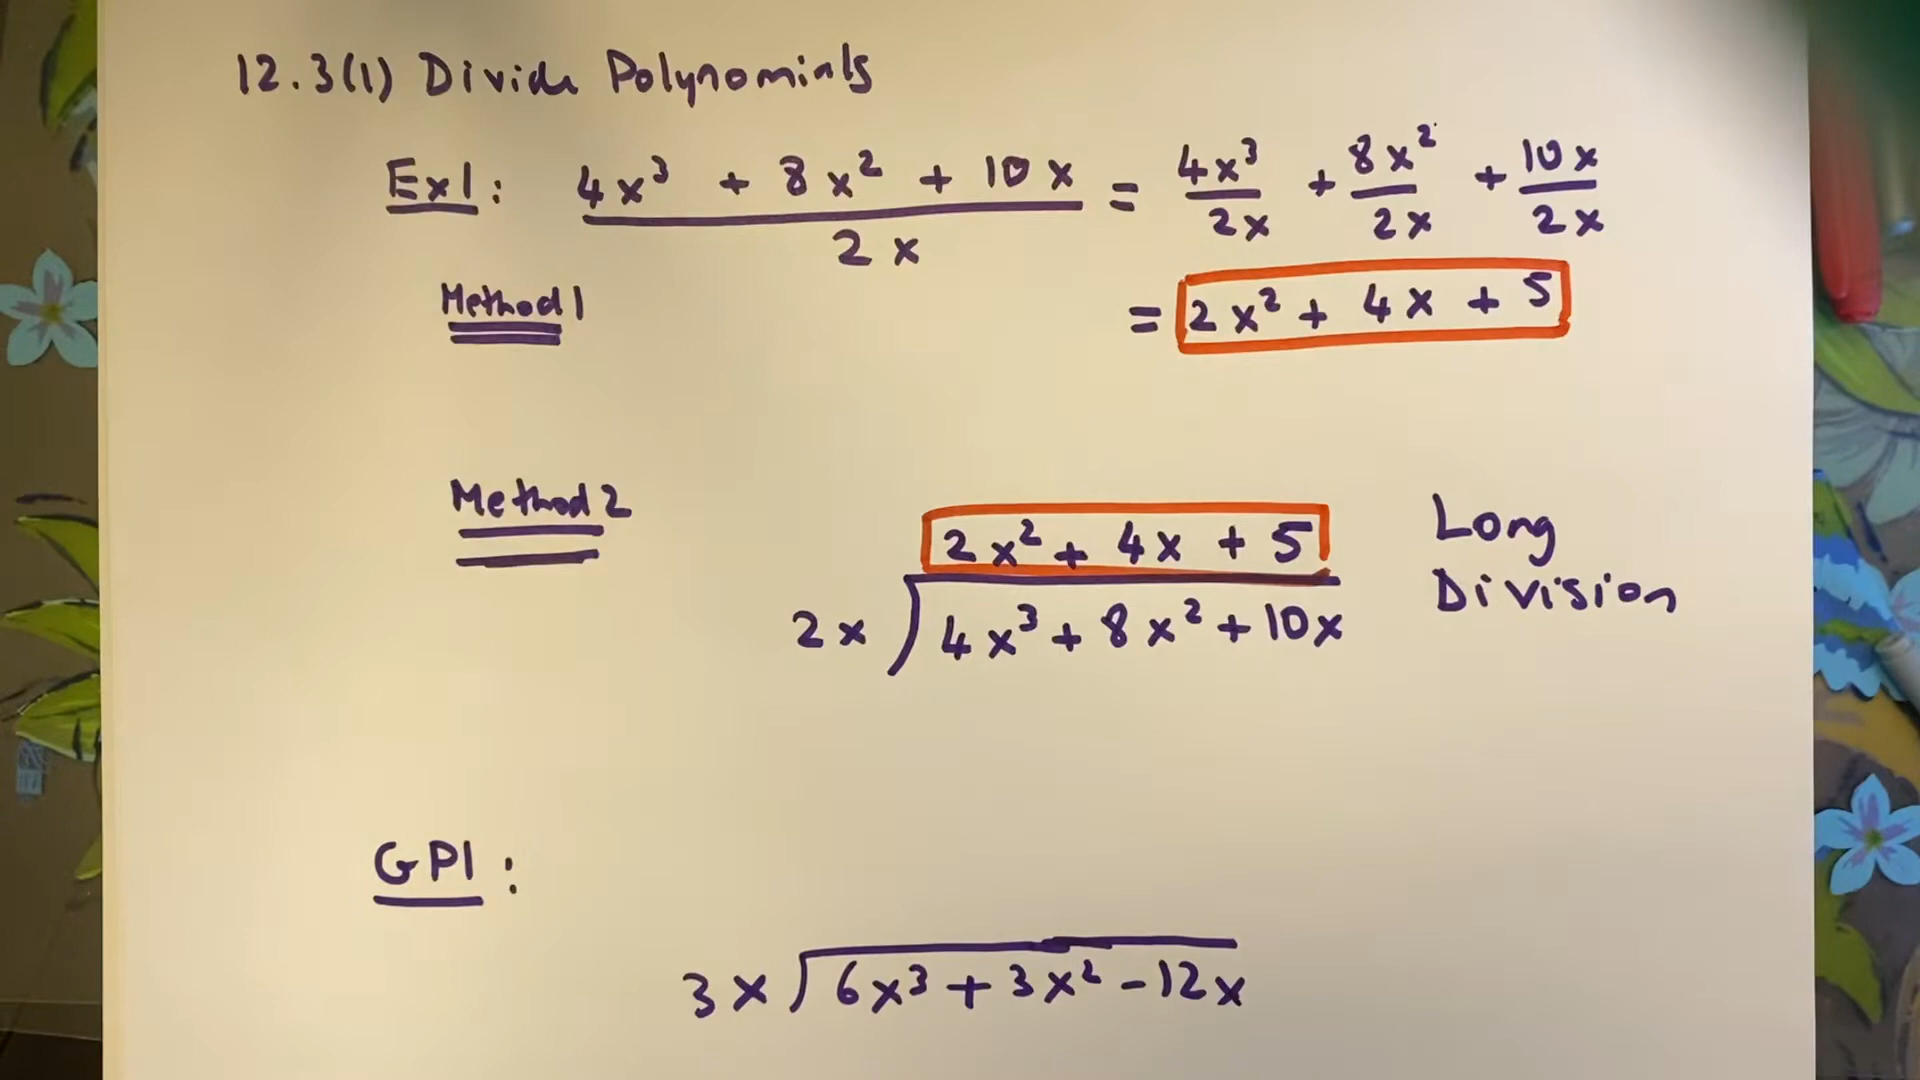 12.3(1) Divide Polynomials
Ex1: (4x³ + 8x² + 10x)/(2x) = 4x³/2x + 8x²/2x + 10x/2x
Method 1
= 2x² + 4x + 5
Method 2
2x² + 4x + 5
2x ) 4x³ + 8x² + 10x
Long
Division
GP1:
3x ) 6x³ + 3x² - 12x